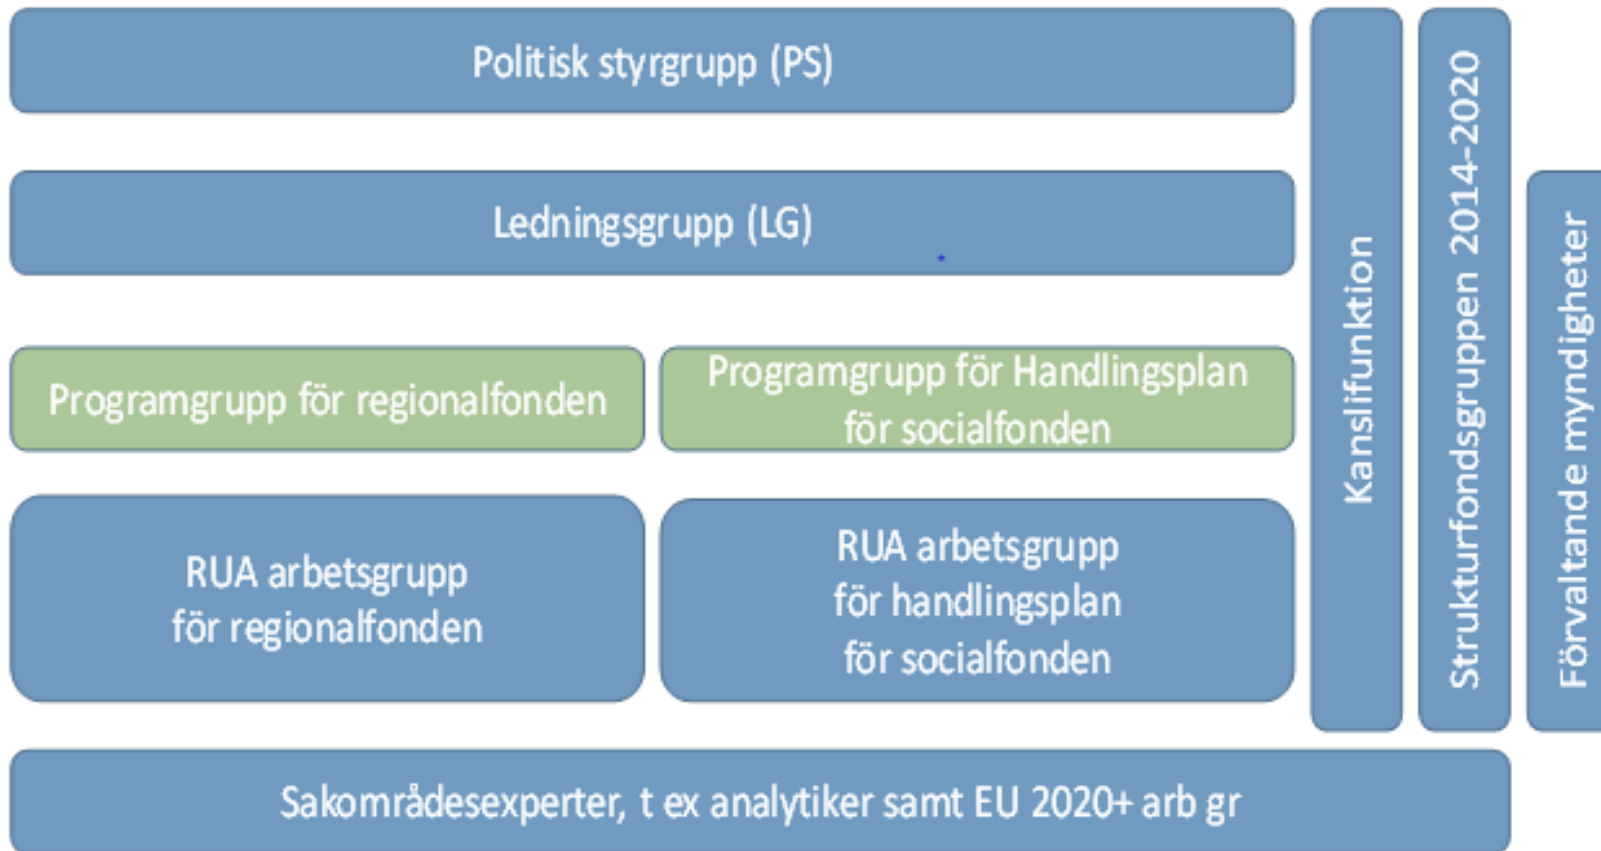 Politisk styrgrupp (PS)
Ledningsgrupp (LG)
Programgrupp för regionalfonden
Programgrupp för Handlingsplan
för socialfonden
RUA arbetsgrupp
för regionalfonden
RUA arbetsgrupp
för handlingsplan
för socialfonden
Sakområdesexperter, t ex analytiker samt EU 2020+ arb gr
Kanslifunktion
Strukturfondsgruppen 2014-2020
Förvaltande myndigheter